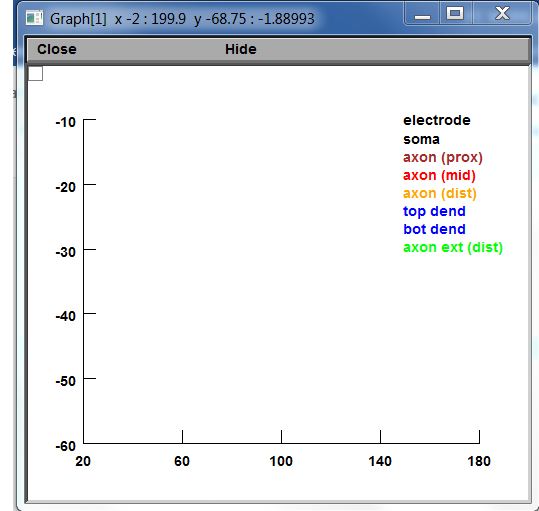 Graph[1] x -2 : 199.9 y -68.75 : -1.88993
Close Hide
-10
-20
-30
-40
-50
-60
20 60 100 140 180
electrode
soma
axon (prox)
axon (mid)
axon (dist)
top dend
bot dend
axon ext (dist)